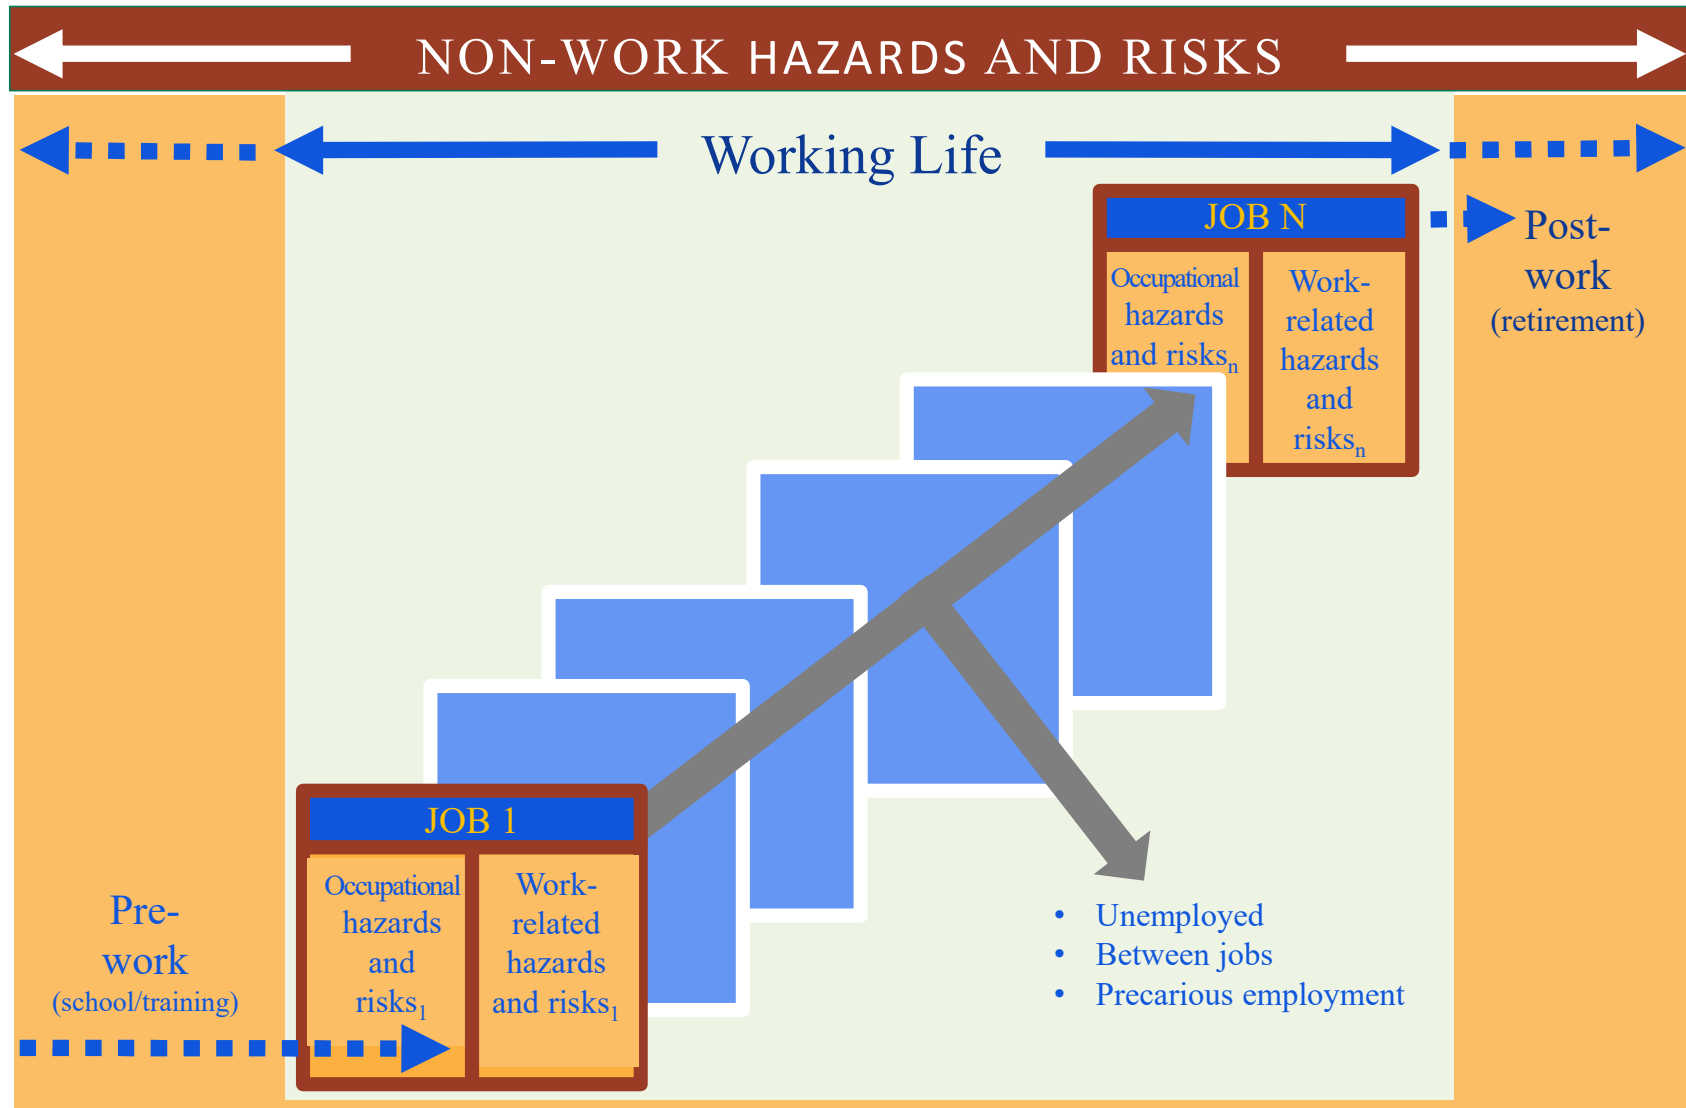 NON-WORK HAZARDS AND RISKS
Working Life
JOB N
Occupational
hazards
and risksₙ
Work-
related
hazards
and
risksₙ
Post-
work
(retirement)
JOB 1
Occupational
hazards
and
risks₁
Work-
related
hazards
and risks₁
Pre-
work
(school/training)
• Unemployed
• Between jobs
• Precarious employment